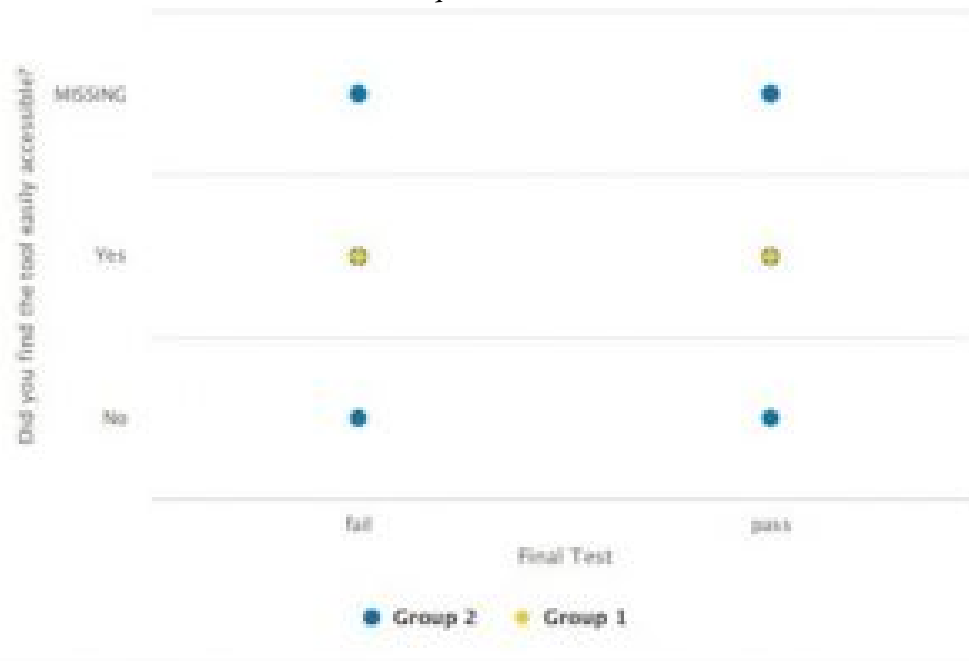 Did you find the tool easily accessible?
MISSING
Yes
No
fail pass
Final Test
Group 2 Group 1